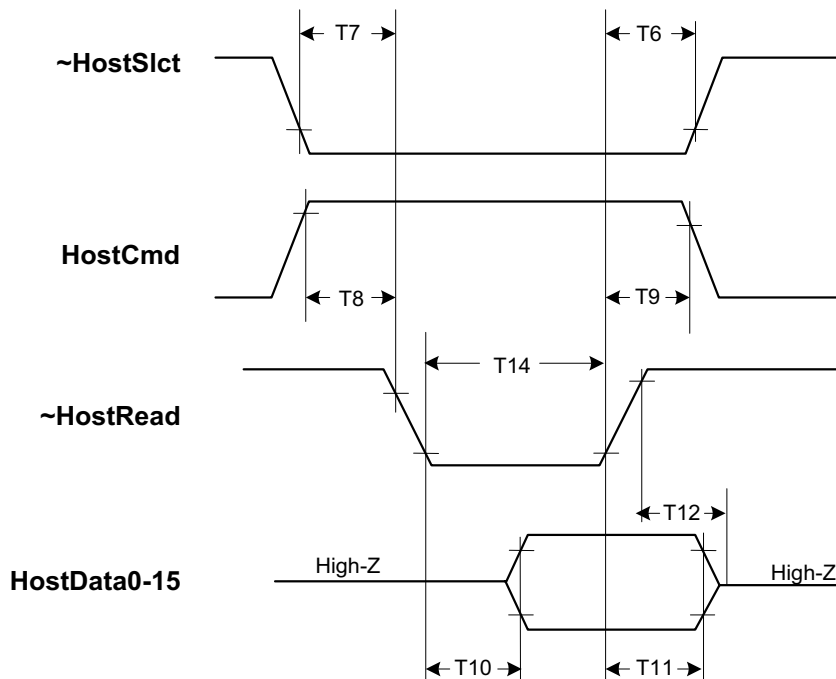 T7
T6
~HostSlct
HostCmd
T8
T9
T14
~HostRead
T12
High-Z
HostData0-15
High-Z
T10
T11